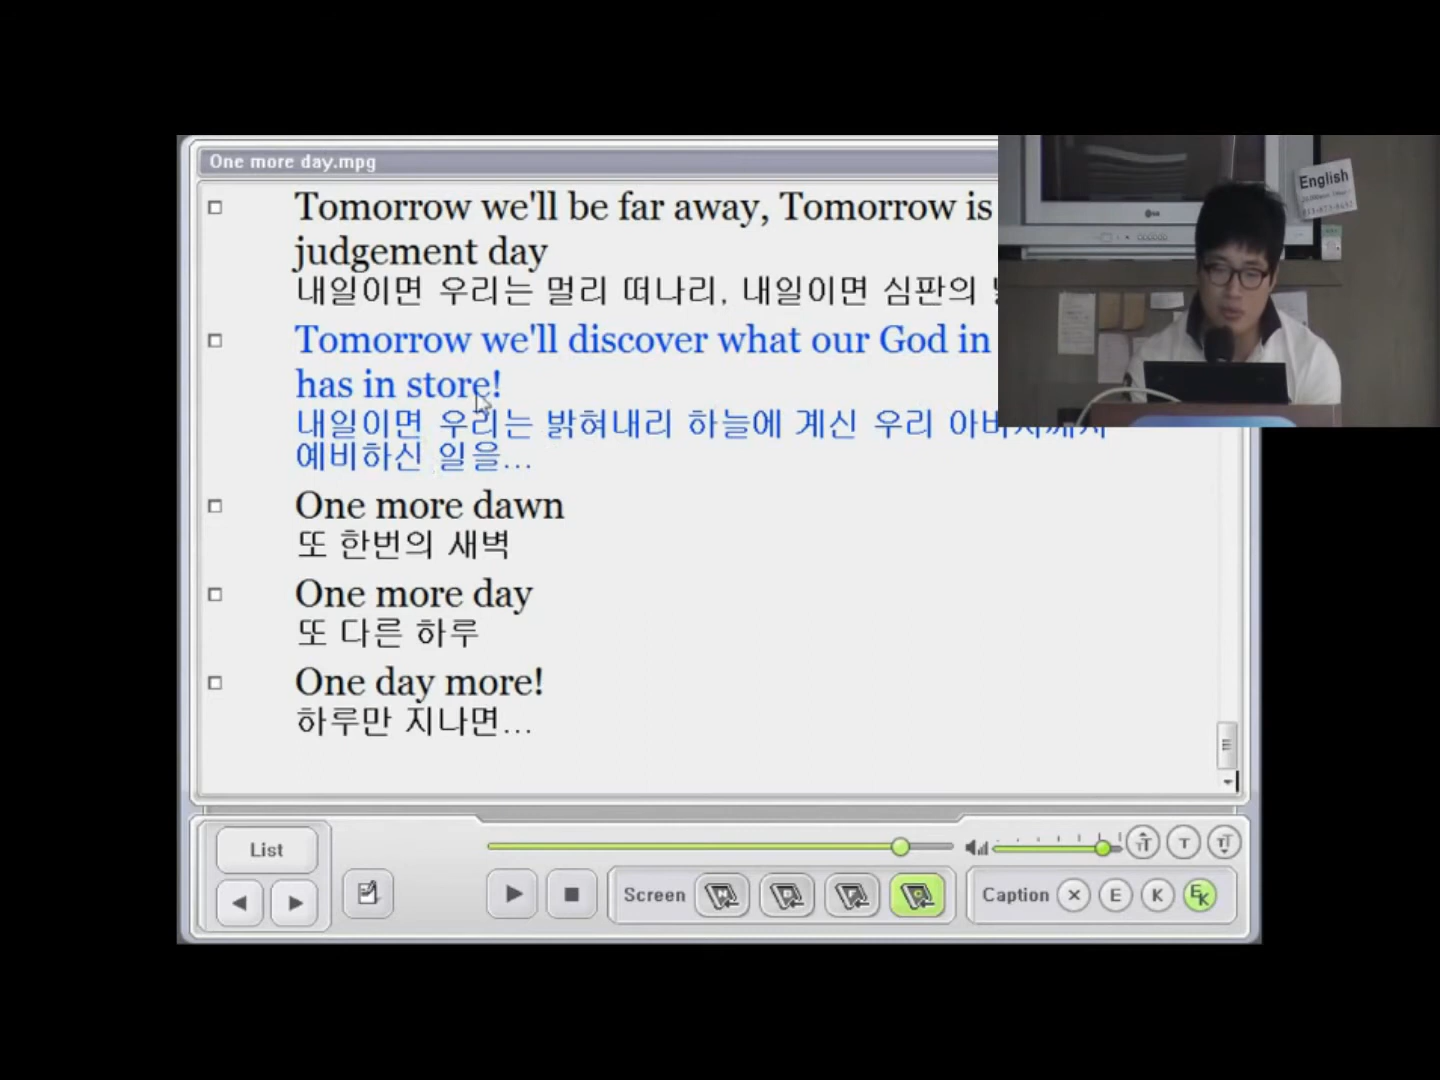 One more day.mpg
Tomorrow we'll be far away, Tomorrow is
judgement day
내일이면 우리는 멀리 떠나리, 내일이면 심판의
Tomorrow we'll discover what our God in
has in store!
내일이면 우리는 밝혀내리 하늘에 계신 우리
예비하신 일을...
One more dawn
또 한번의 새벽
One more day
또 다른 하루
One day more!
하루만 지나면...
English
List
Screen
Caption
X
E
K
EK